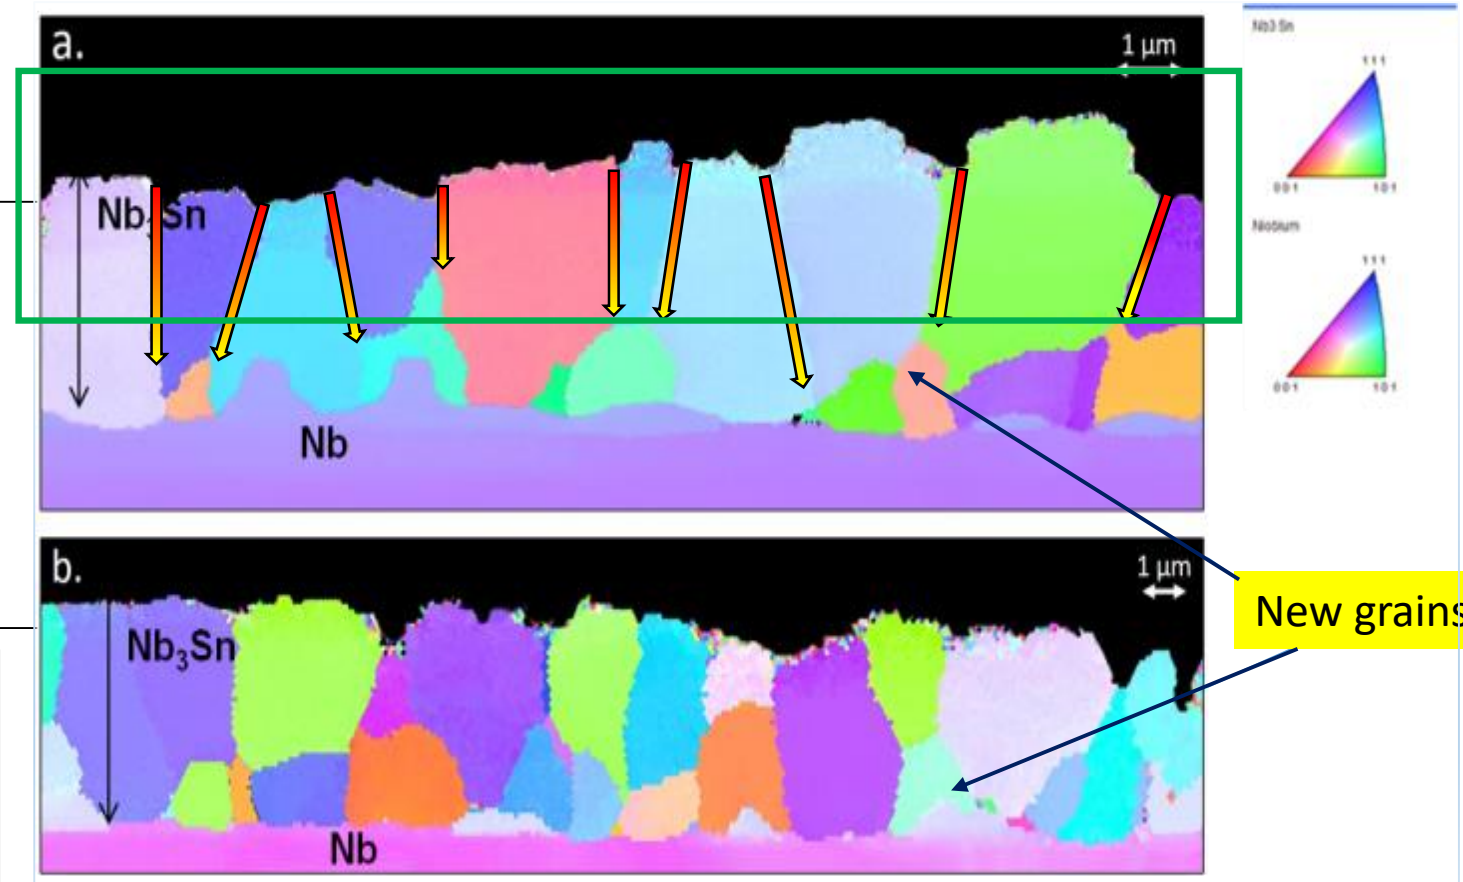 a.
1 µm
Nb₃Sn
Nb
b.
1 µm
Nb₃Sn
Nb
Nb3Sn
111
001
101
Niobium
111
001
101
New grains